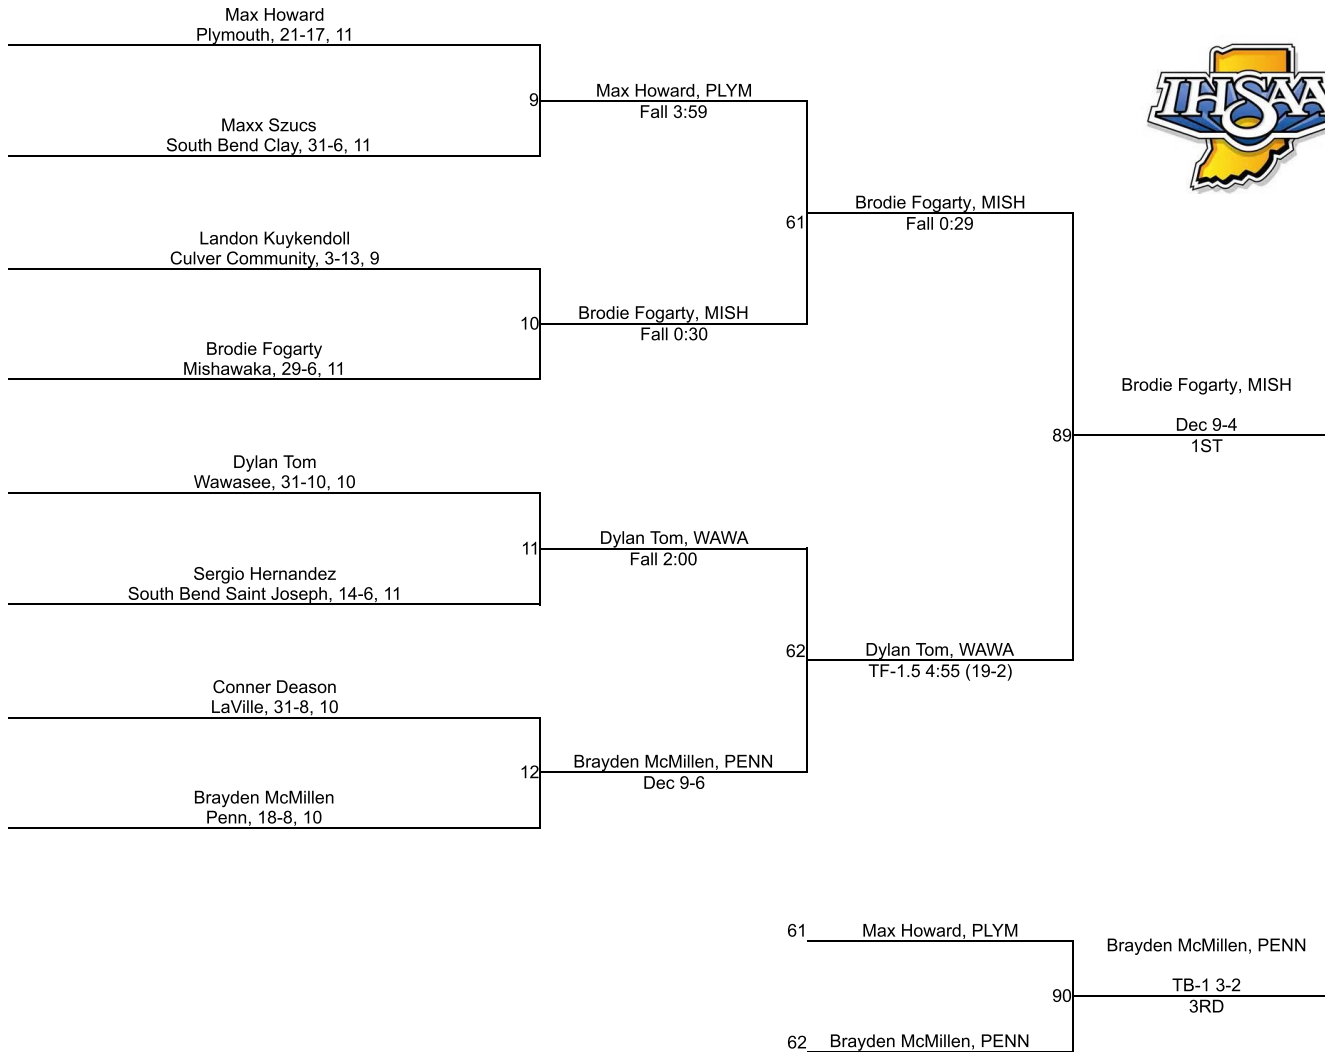 Max Howard
Plymouth, 21-17, 11
Maxx Szucs
South Bend Clay, 31-6, 11
Landon Kuykendoll
Culver Community, 3-13, 9
Brodie Fogarty
Mishawaka, 29-6, 11
Dylan Tom
Wawasee, 31-10, 10
Sergio Hernandez
South Bend Saint Joseph, 14-6, 11
Conner Deason
LaVille, 31-8, 10
Brayden McMillen
Penn, 18-8, 10
9
Max Howard, PLYM
Fall 3:59
10
Brodie Fogarty, MISH
Fall 0:30
11
Dylan Tom, WAWA
Fall 2:00
12
Brayden McMillen, PENN
Dec 9-6
61
Brodie Fogarty, MISH
Fall 0:29
62
Dylan Tom, WAWA
TF-1.5 4:55 (19-2)
IHSAA
89
Brodie Fogarty, MISH
Dec 9-4
1ST
61
Max Howard, PLYM
62
Brayden McMillen, PENN
90
Brayden McMillen, PENN
TB-1 3-2
3RD